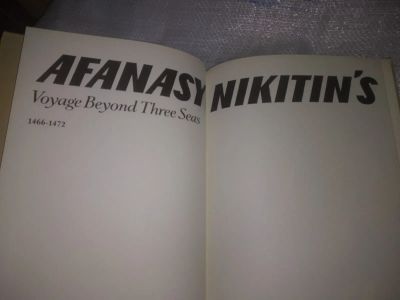 AFANASY NIKITIN'S
Voyage Beyond Three Seas
1466-1472